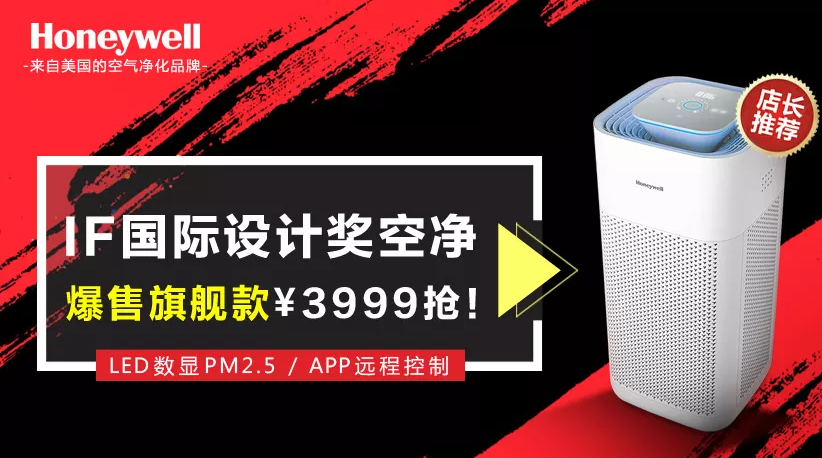 Honeywell
-来自美国的空气净化品牌-
IF国际设计奖空净
爆售旗舰款¥3999抢!
LED数显PM2.5 / APP远程控制
店长
推荐
Honeywell